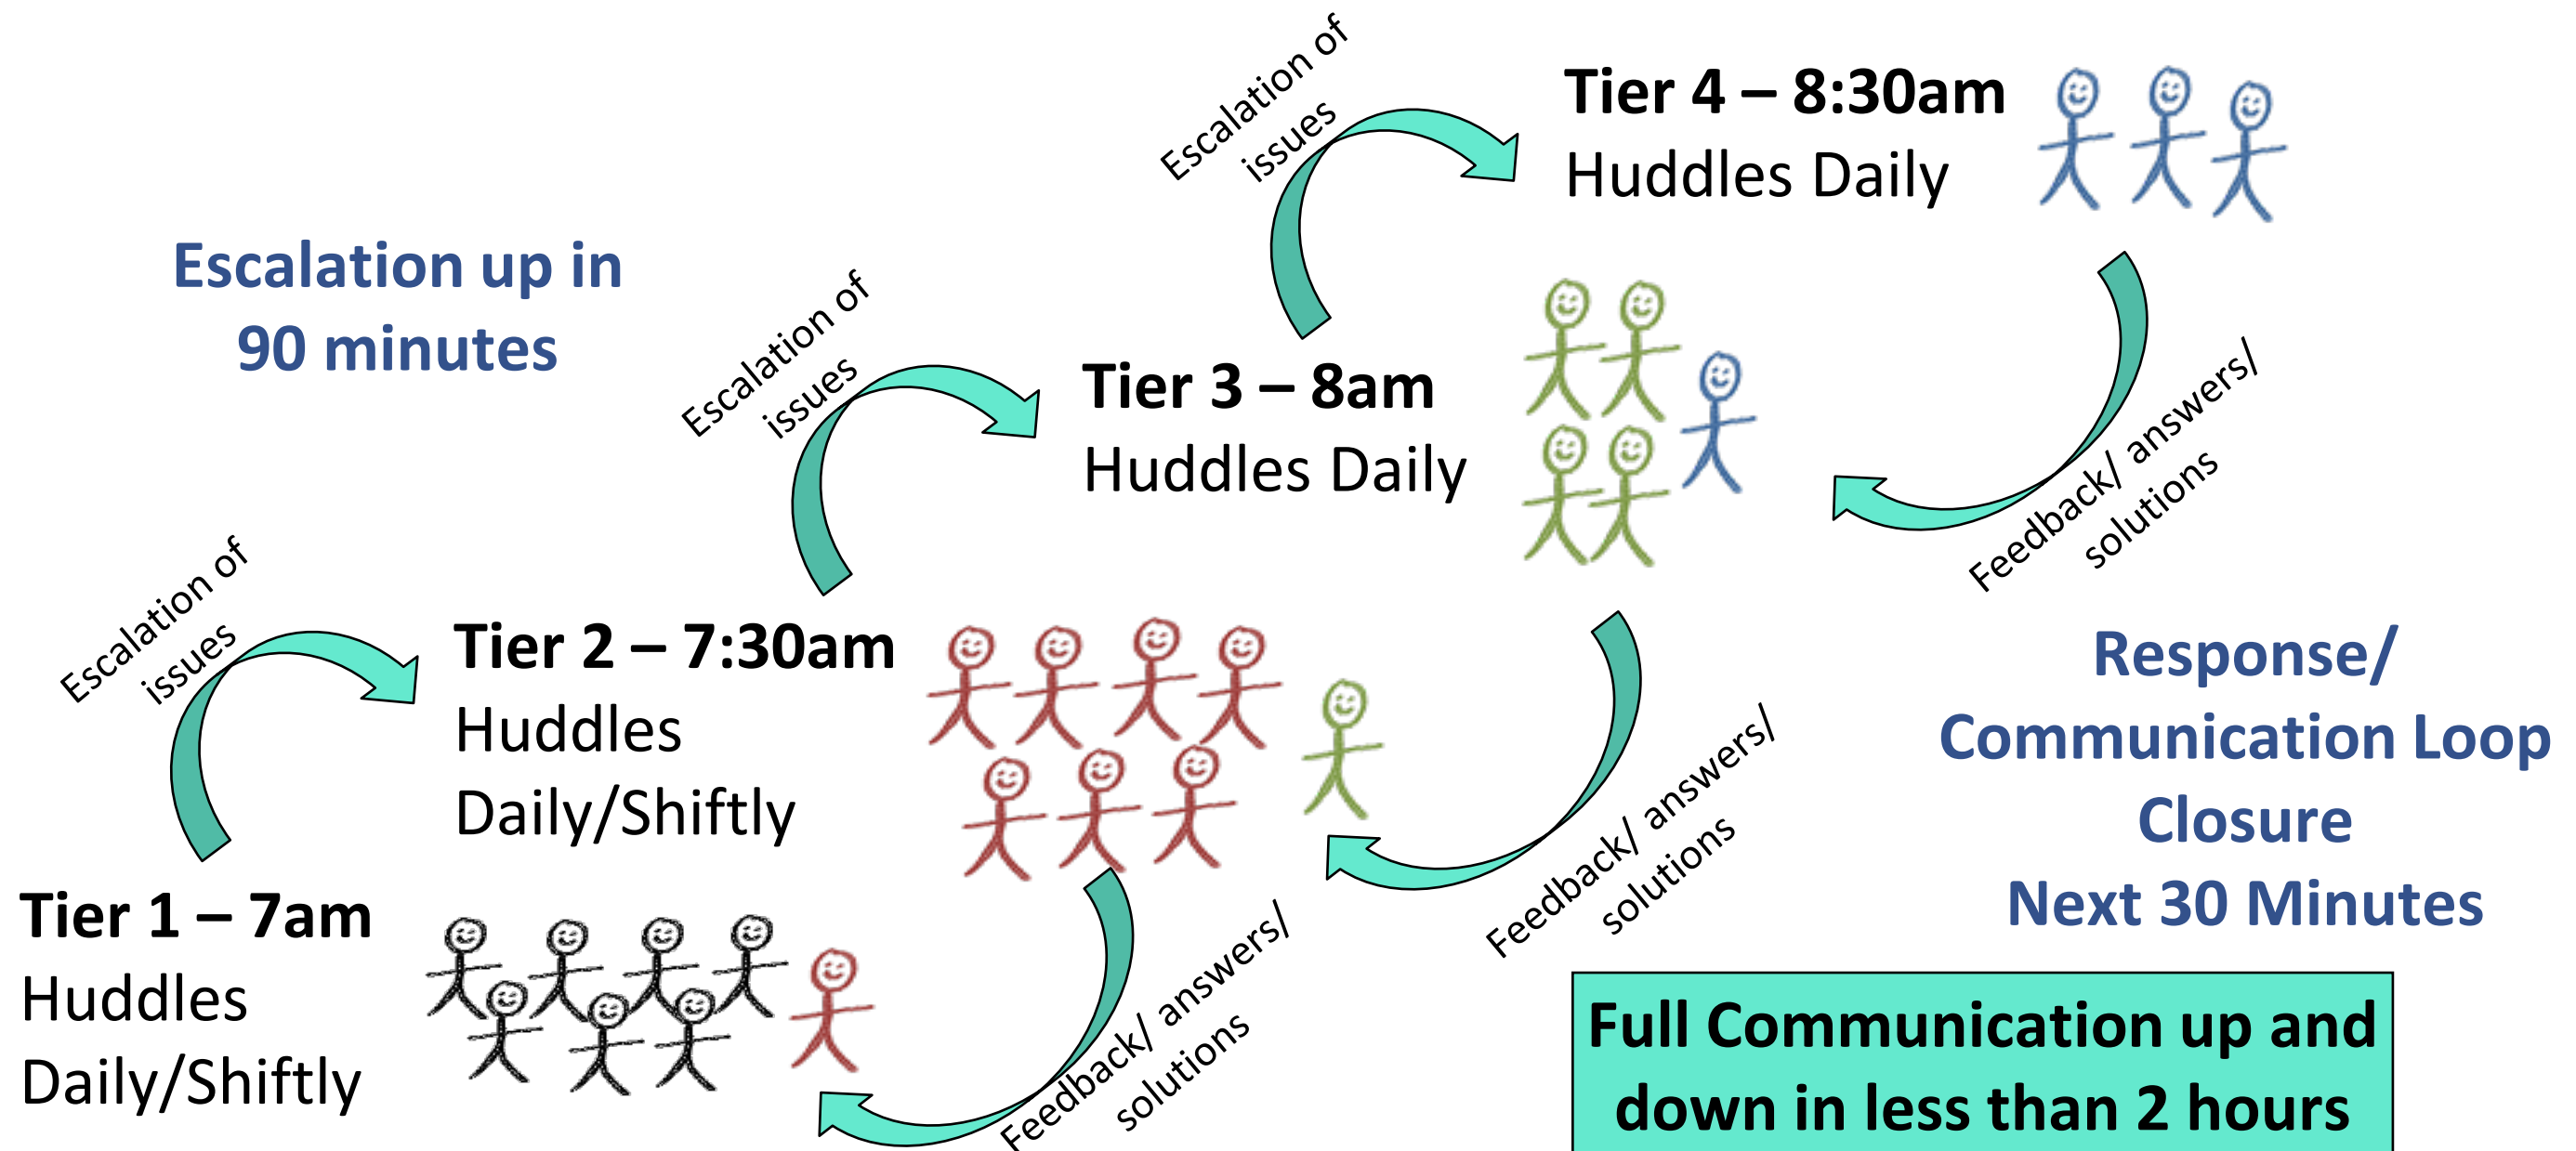 Escalation of
issues
Tier 4 – 8:30am
Huddles Daily
Escalation up in
90 minutes
Escalation of
issues
Tier 3 – 8am
Huddles Daily
Feedback/ answers/
solutions
Escalation of
issues
Tier 2 – 7:30am
Huddles
Daily/Shiftly
Feedback/ answers/
solutions
Response/
Communication Loop
Closure
Next 30 Minutes
Tier 1 – 7am
Huddles
Daily/Shiftly
Feedback/ answers/
solutions
Full Communication up and
down in less than 2 hours